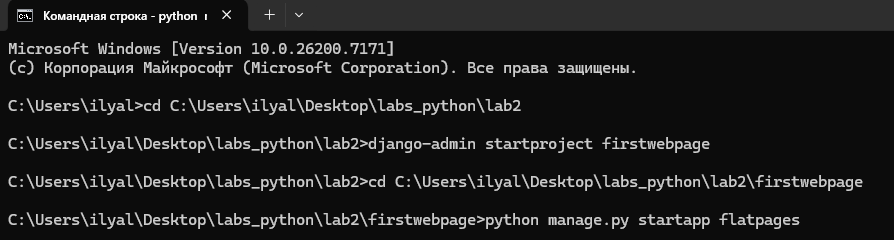 Командная строка - python
Microsoft Windows [Version 10.0.26200.7171]
(c) Корпорация Майкрософт (Microsoft Corporation). Все права защищены.
C:\Users\ilyal>cd C:\Users\ilyal\Desktop\labs_python\lab2
C:\Users\ilyal\Desktop\labs_python\lab2>django-admin startproject firstwebpage
C:\Users\ilyal\Desktop\labs_python\lab2>cd C:\Users\ilyal\Desktop\labs_python\lab2\firstwebpage
C:\Users\ilyal\Desktop\labs_python\lab2\firstwebpage>python manage.py startapp flatpages